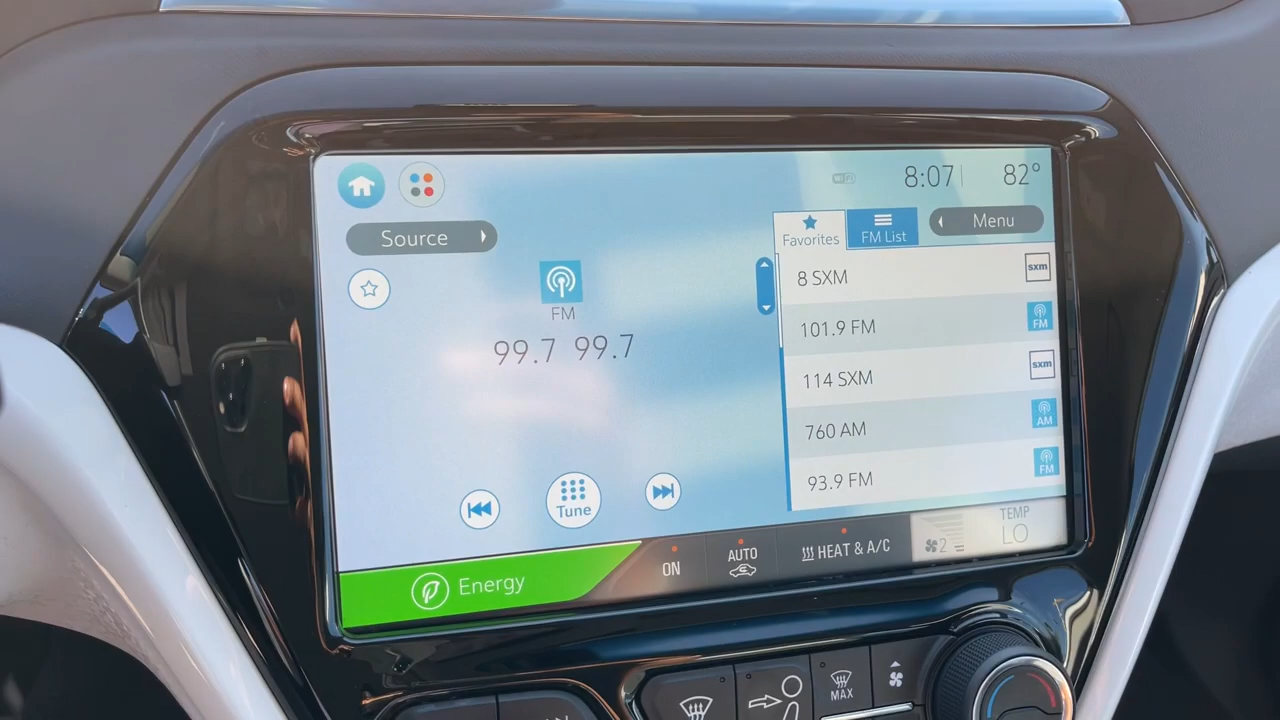 WiFi
8:07
82°
Source
Favorites
FM List
Menu
FM
99.7 99.7
8 SXM
sxm
101.9 FM
FM
114 SXM
sxm
760 AM
AM
93.9 FM
FM
Tune
Energy
ON
AUTO
HEAT & A/C
2
TEMP
LO
MAX